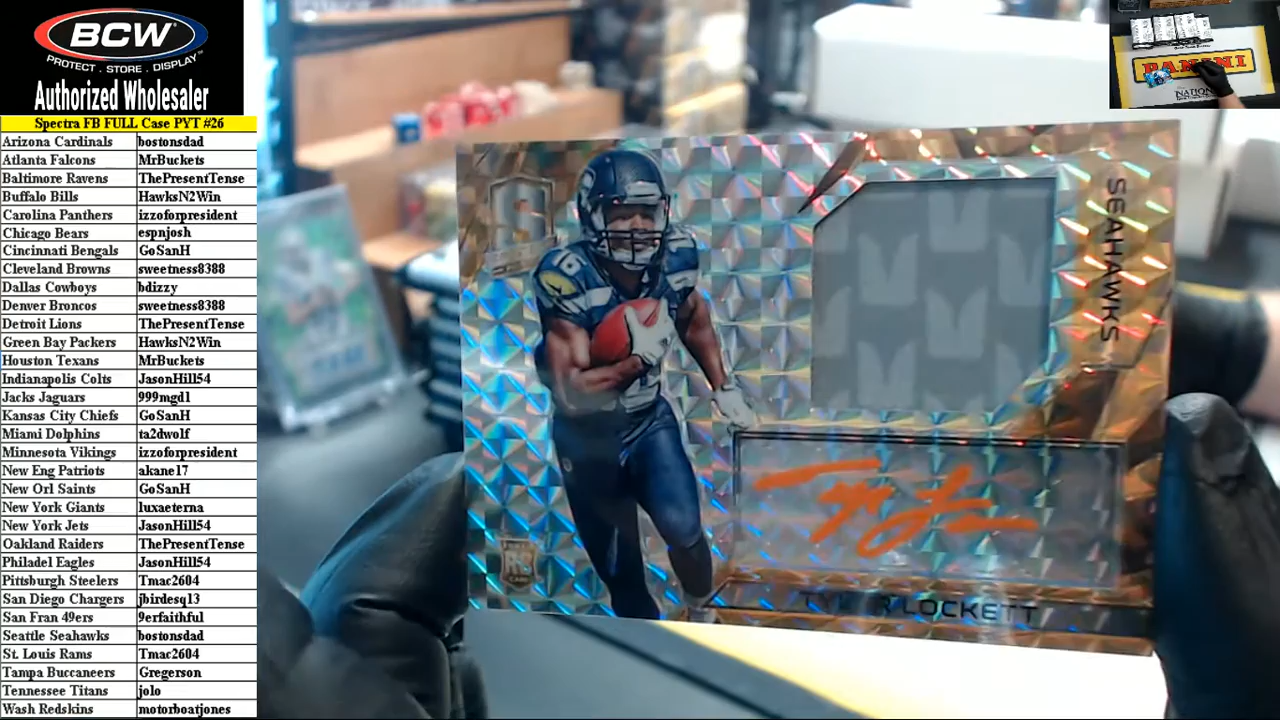 BCW
PROTECT . STORE . DISPLAY.™
Authorized Wholesaler
Spectra FB FULL Case PYT #26
Arizona Cardinals bostonsdad
Atlanta Falcons MrBuckets
Baltimore Ravens ThePresentTense
Buffalo Bills HawksN2Win
Carolina Panthers izzoforpresident
Chicago Bears espnjosh
Cincinnati Bengals GoSanH
Cleveland Browns sweetness8388
Dallas Cowboys bdizzy
Denver Broncos sweetness8388
Detroit Lions ThePresentTense
Green Bay Packers HawksN2Win
Houston Texans MrBuckets
Indianapolis Colts JasonHill54
Jacks Jaguars 999mgd1
Kansas City Chiefs GoSanH
Miami Dolphins ta2dwolf
Minnesota Vikings izzoforpresident
New Eng Patriots akane17
New Orl Saints GoSanH
New York Giants luxaeterna
New York Jets JasonHill54
Oakland Raiders ThePresentTense
Philadel Eagles JasonHill54
Pittsburgh Steelers Tmac2604
San Diego Chargers jbirdesq13
San Fran 49ers 9erfaithful
Seattle Seahawks bostonsdad
St. Louis Rams Tmac2604
Tampa Buccaneers Gregerson
Tennessee Titans jolo
Wash Redskins motorboatjones
S
16
SEAHAWKS
TYLER LOCKETT
PANINI
NATION